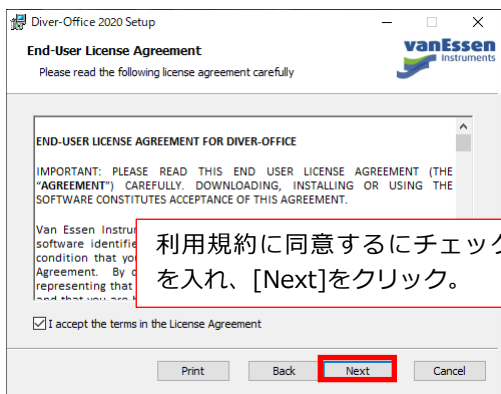 Diver-Office 2020 Setup
End-User License Agreement
Please read the following license agreement carefully
vanEssen
Instruments
END-USER LICENSE AGREEMENT FOR DIVER-OFFICE
IMPORTANT: PLEASE READ THIS END USER LICENSE AGREEMENT (THE
“AGREEMENT”) CAREFULLY. DOWNLOADING, INSTALLING OR USING THE
SOFTWARE CONSTITUTES ACCEPTANCE OF THIS AGREEMENT.
Van Essen
software
condition that
Agreement. By
representing that
and that you are
利用規約に同意するにチェック
を入れ、[Next]をクリック。
I accept the terms in the License Agreement
Print Back Next Cancel